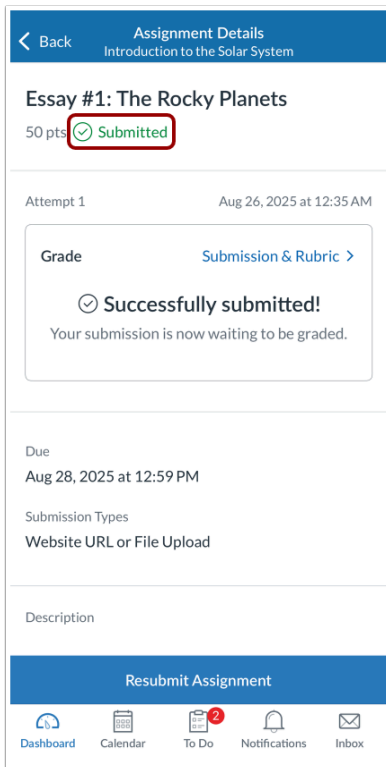 Back
Assignment Details
Introduction to the Solar System
Essay #1: The Rocky Planets
50 pts Submitted
Attempt 1 Aug 26, 2025 at 12:35 AM
Grade Submission & Rubric
Successfully submitted!
Your submission is now waiting to be graded.
Due
Aug 28, 2025 at 12:59 PM
Submission Types
Website URL or File Upload
Description
Resubmit Assignment
2
Dashboard Calendar To Do Notifications Inbox